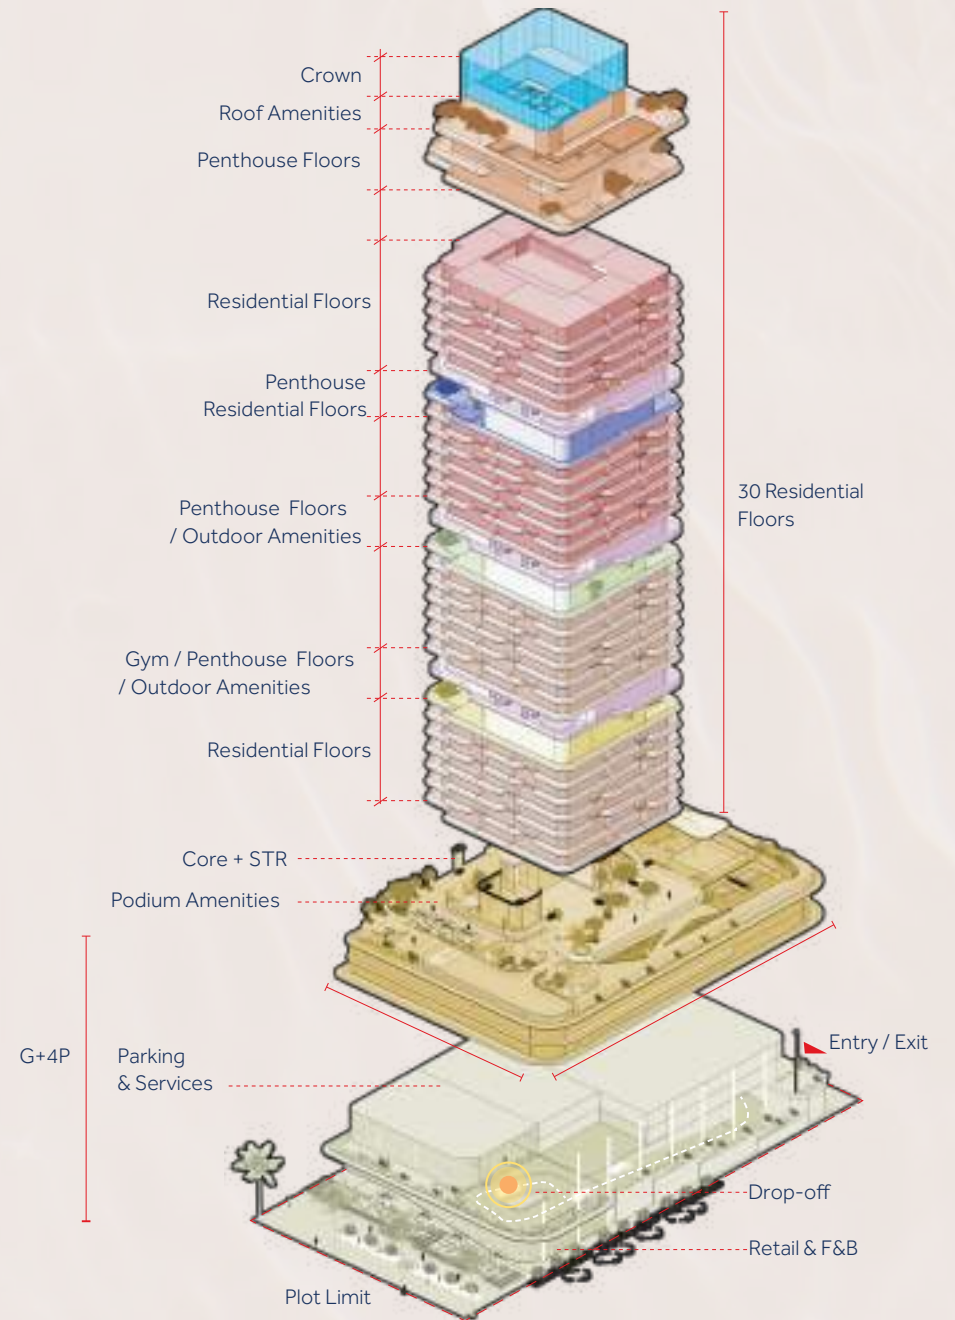 Crown
Roof Amenities
Penthouse Floors
Residential Floors
Penthouse
Residential Floors
30 Residential
Floors
Penthouse Floors
/ Outdoor Amenities
Gym / Penthouse Floors
/ Outdoor Amenities
Residential Floors
Core + STR
Podium Amenities
G+4P
Parking
& Services
Entry / Exit
Drop-off
Retail & F&B
Plot Limit